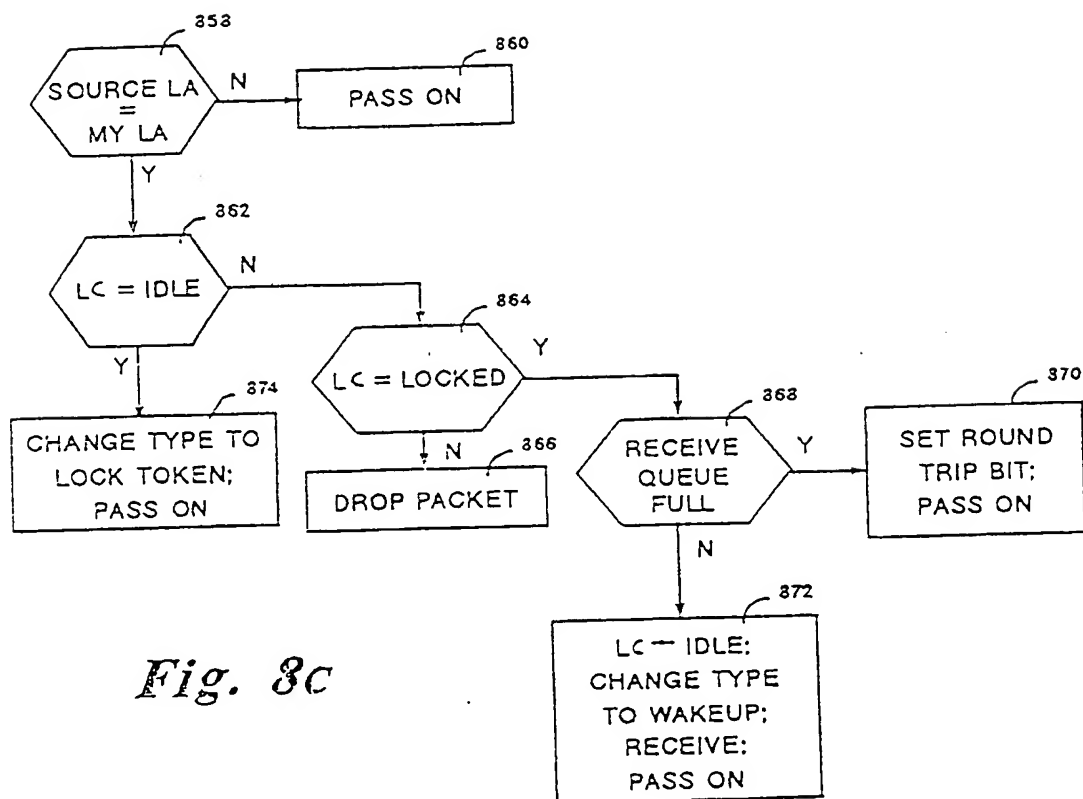 858
SOURCE LA
=
MY LA
N
860
PASS ON
Y
862
LC = IDLE
N
864
LC = LOCKED
Y
Y
874
CHANGE TYPE TO
LOCK TOKEN;
PASS ON
N
866
DROP PACKET
868
RECEIVE
QUEUE
FULL
Y
870
SET ROUND
TRIP BIT;
PASS ON
N
872
LC ← IDLE;
CHANGE TYPE
TO WAKEUP;
RECEIVE;
PASS ON
Fig. 8c